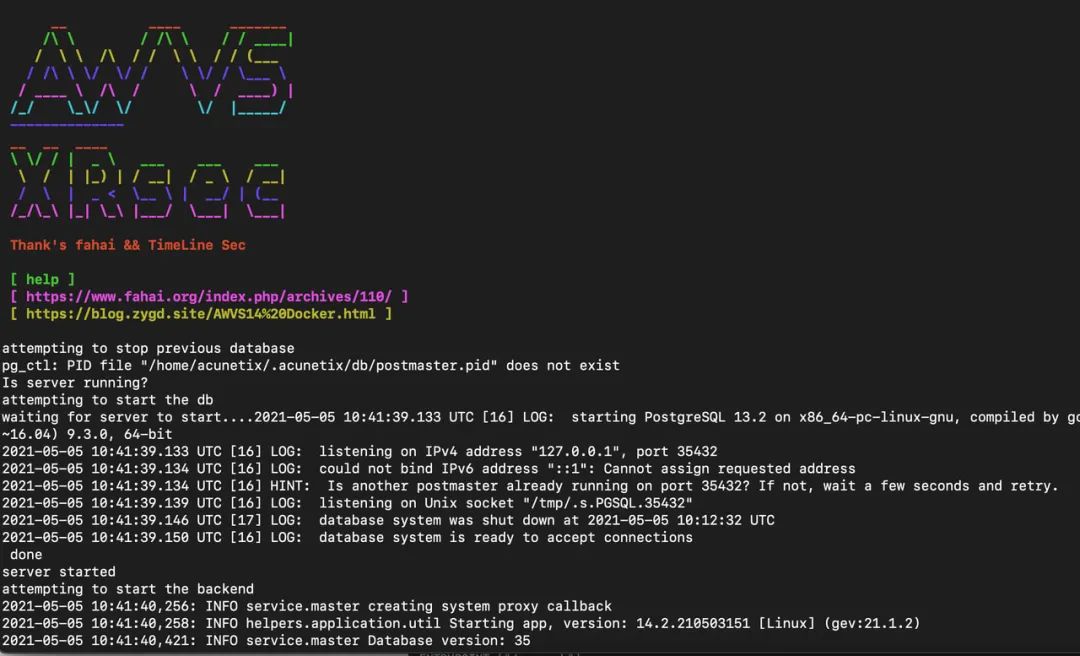 AWVS
XRsec
Thank's fahai && TimeLine Sec
[ help ]
[ https://www.fahai.org/index.php/archives/110/ ]
[ https://blog.zygd.site/AWVS14%20Docker.html ]
attempting to stop previous database
pg_ctl: PID file "/home/acunetix/.acunetix/db/postmaster.pid" does not exist
Is server running?
attempting to start the db
waiting for server to start....2021-05-05 10:41:39.133 UTC [16] LOG:  starting PostgreSQL 13.2 on x86_64-pc-linux-gnu, compiled by
~16.04) 9.3.0, 64-bit
2021-05-05 10:41:39.133 UTC [16] LOG:  listening on IPv4 address "127.0.0.1", port 35432
2021-05-05 10:41:39.134 UTC [16] LOG:  could not bind IPv6 address "::1": Cannot assign requested address
2021-05-05 10:41:39.134 UTC [16] HINT:  Is another postmaster already running on port 35432? If not, wait a few seconds and retry.
2021-05-05 10:41:39.139 UTC [16] LOG:  listening on Unix socket "/tmp/.s.PGSQL.35432"
2021-05-05 10:41:39.146 UTC [17] LOG:  database system was shut down at 2021-05-05 10:12:32 UTC
2021-05-05 10:41:39.150 UTC [16] LOG:  database system is ready to accept connections
done
server started
attempting to start the backend
2021-05-05 10:41:40,256: INFO service.master creating system proxy callback
2021-05-05 10:41:40,258: INFO helpers.application.util Starting app, version: 14.2.210503151 [Linux] (gev:21.1.2)
2021-05-05 10:41:40,421: INFO service.master Database version: 35